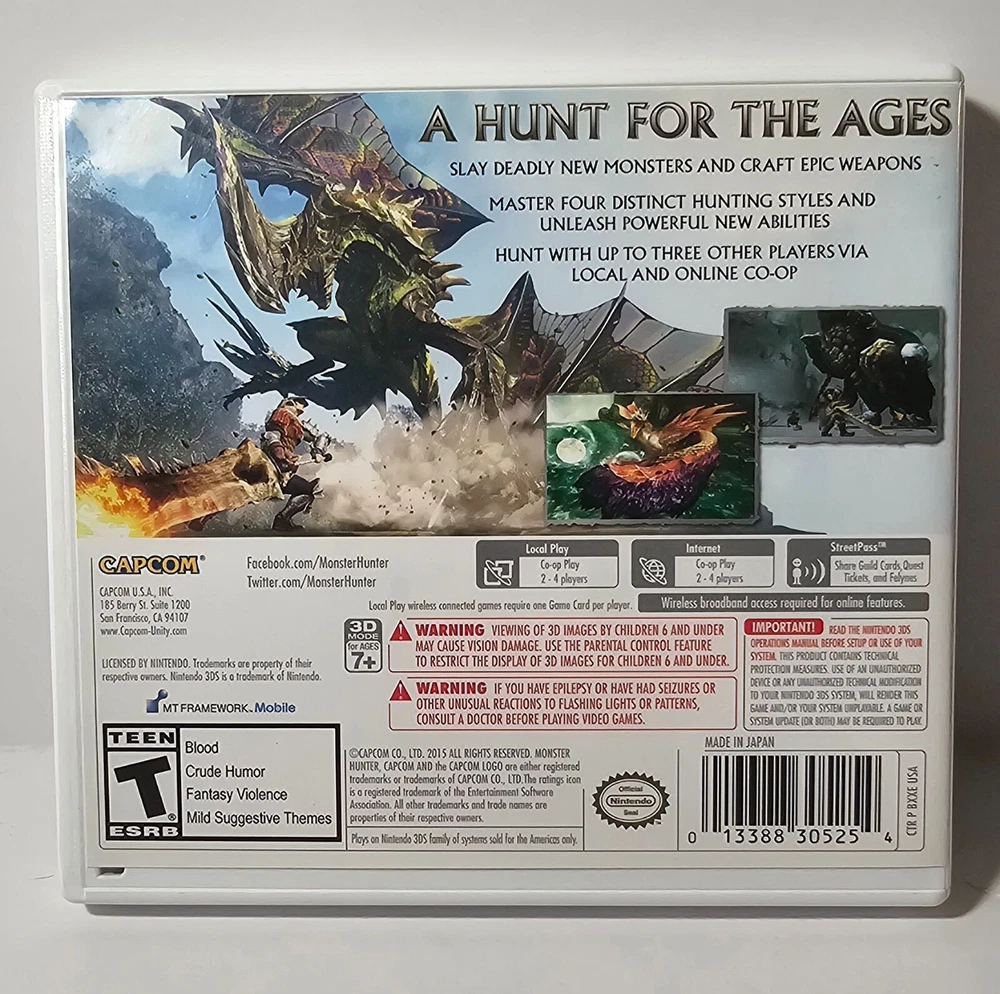 A HUNT FOR THE AGES
SLAY DEADLY NEW MONSTERS AND CRAFT EPIC WEAPONS
MASTER FOUR DISTINCT HUNTING STYLES AND
UNLEASH POWERFUL NEW ABILITIES
HUNT WITH UP TO THREE OTHER PLAYERS VIA
LOCAL AND ONLINE CO-OP
CAPCOM®
CAPCOM U.S.A., INC.
185 Berry St. Suite 1200
San Francisco, CA 94107
www.Capcom-Unity.com
Facebook.com/MonsterHunter
Twitter.com/MonsterHunter
Local Play
Co-op Play
2 - 4 players
Internet
Co-op Play
2 - 4 players
StreetPass™
Share Guild Cards, Quest
Tickets, and Felynes
Local Play wireless connected games require one Game Card per player.
Wireless broadband access required for online features.
LICENSED BY NINTENDO. Trademarks are property of their
respective owners. Nintendo 3DS is a trademark of Nintendo.
MT FRAMEWORK Mobile
3D
MODE
for AGES
7+
WARNING VIEWING OF 3D IMAGES BY CHILDREN 6 AND UNDER
MAY CAUSE VISION DAMAGE. USE THE PARENTAL CONTROL FEATURE
TO RESTRICT THE DISPLAY OF 3D IMAGES FOR CHILDREN 6 AND UNDER.
WARNING IF YOU HAVE EPILEPSY OR HAVE HAD SEIZURES OR
OTHER UNUSUAL REACTIONS TO FLASHING LIGHTS OR PATTERNS,
CONSULT A DOCTOR BEFORE PLAYING VIDEO GAMES.
IMPORTANT! READ THE NINTENDO 3DS
OPERATIONS MANUAL BEFORE SETUP OR USE OF YOUR
SYSTEM. THIS PRODUCT CONTAINS TECHNICAL
PROTECTION MEASURES. USE OF AN UNAUTHORIZED
DEVICE OR ANY UNAUTHORIZED TECHNICAL MODIFICATION
TO YOUR NINTENDO 3DS SYSTEM, WILL RENDER THIS
GAME AND/OR YOUR SYSTEM UNPLAYABLE. A GAME OR
SYSTEM UPDATE (OR BOTH) MAY BE REQUIRED TO PLAY.
TEEN
T®
ESRB
Blood
Crude Humor
Fantasy Violence
Mild Suggestive Themes
©CAPCOM CO., LTD. 2015 ALL RIGHTS RESERVED. MONSTER
HUNTER, CAPCOM AND the CAPCOM LOGO are either registered
trademarks or trademarks of CAPCOM CO., LTD.The ratings icon
is a registered trademark of the Entertainment Software
Association. All other trademarks and trade names are
properties of their respective owners.
Plays on Nintendo 3DS family of systems sold for the Americas only.
Official
Nintendo
Seal
MADE IN JAPAN
0 13388 30525 4
CTR P BXXE USA